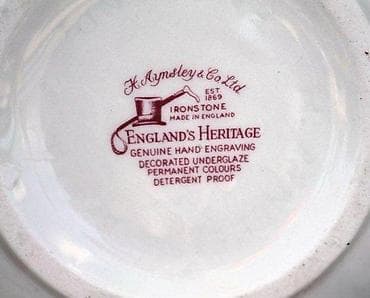 H. Aynsley & Co. Ltd
EST
1869
IRONSTONE
MADE IN ENGLAND
ENGLAND'S HERITAGE
GENUINE HAND ENGRAVING
DECORATED UNDERGLAZE
PERMANENT COLOURS
DETERGENT PROOF